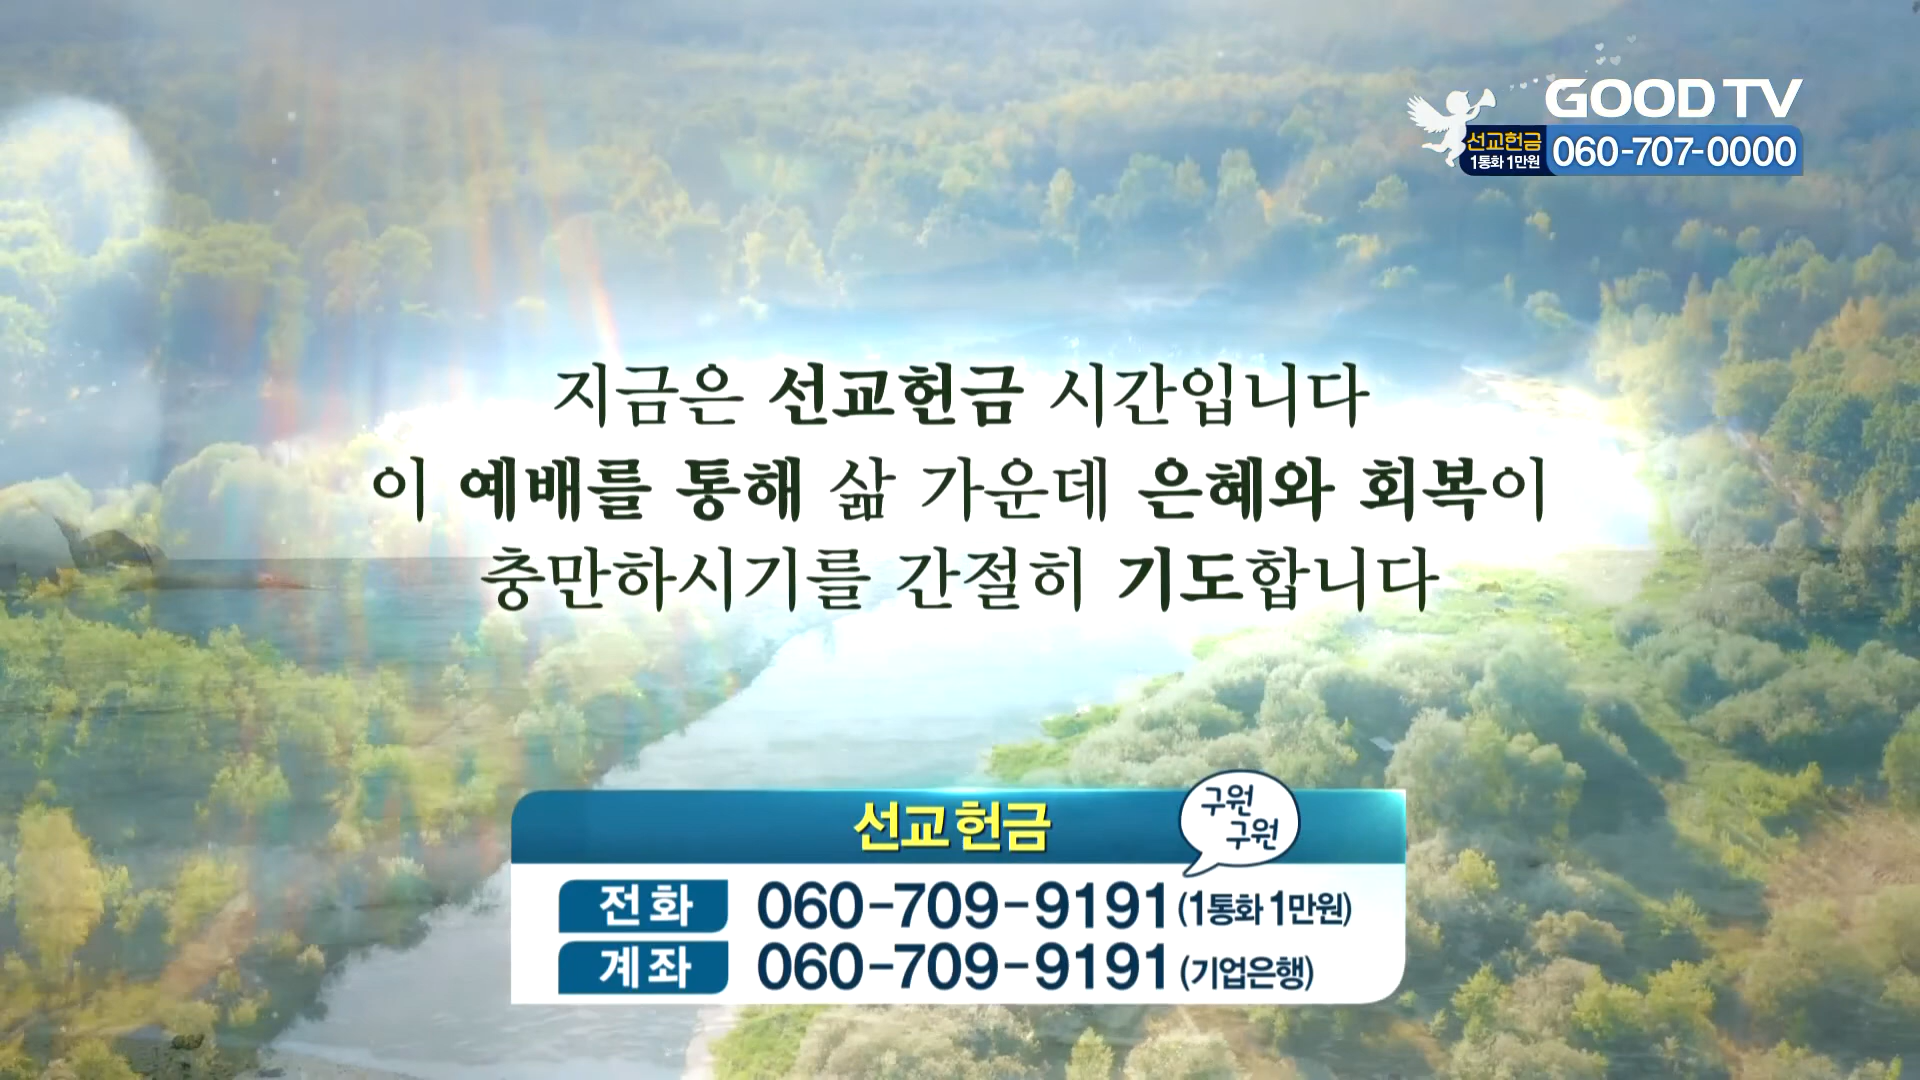 GOOD TV
선교헌금
1통화 1만원
060-707-0000
지금은 선교헌금 시간입니다
이 예배를 통해 삶 가운데 은혜와 회복이
충만하시기를 간절히 기도합니다
선교헌금
구원
구원
전화 060-709-9191 (1통화 1만원)
계좌 060-709-9191 (기업은행)